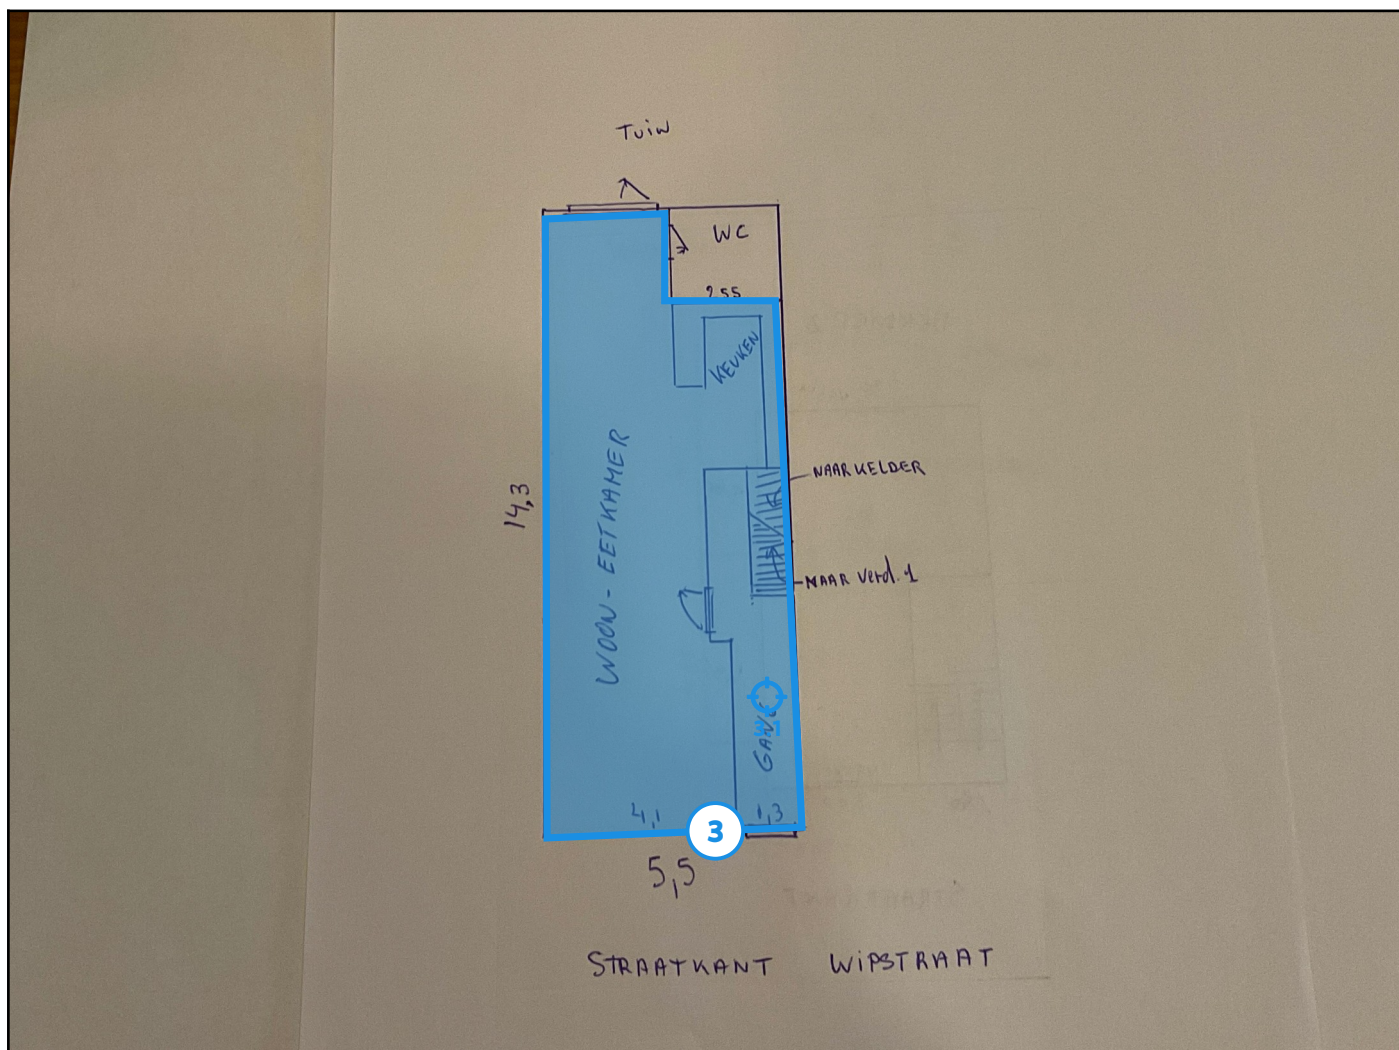 Tuin
WC
2,55
KEUKEN
NAAR KELDER
14,3
WOON - EETKAMER
NAAR verd. 1
GANG
4,1
3
1,3
5,5
STRAATKANT WIPSTRAAT